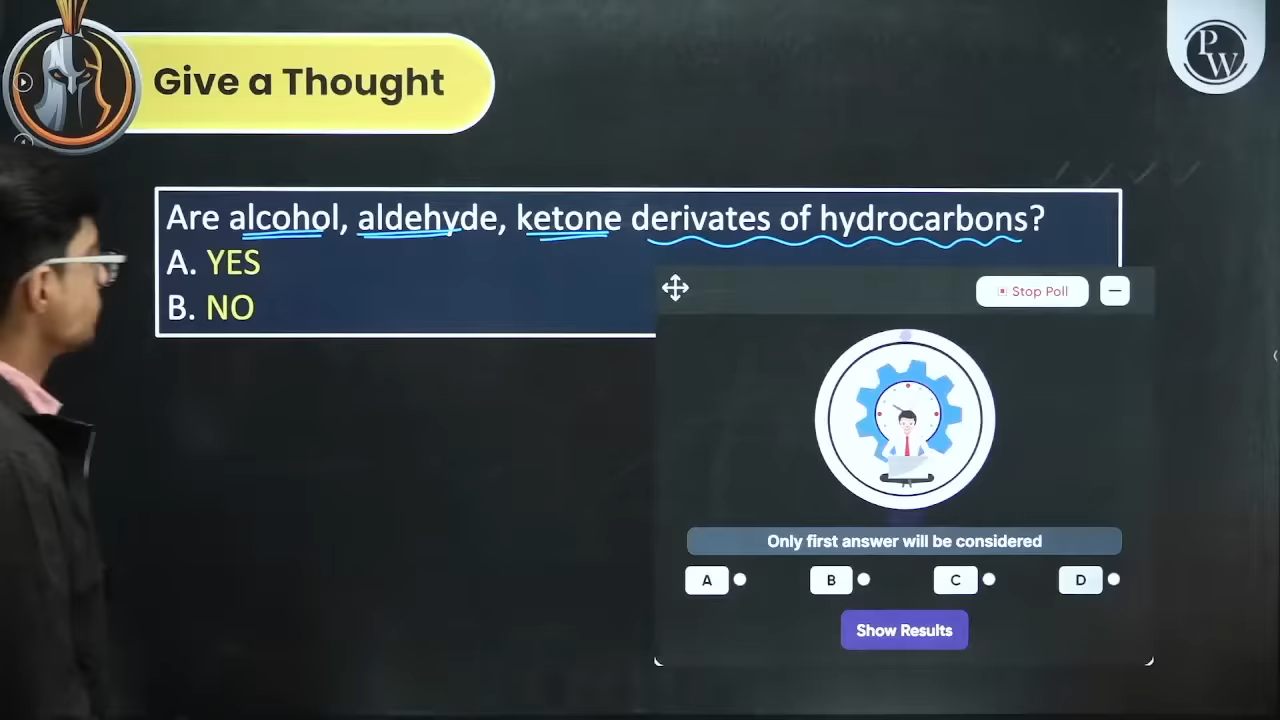 Give a Thought
PW
Are alcohol, aldehyde, ketone derivates of hydrocarbons?
A. YES
B. NO
Stop Poll
Only first answer will be considered
A B C D
Show Results